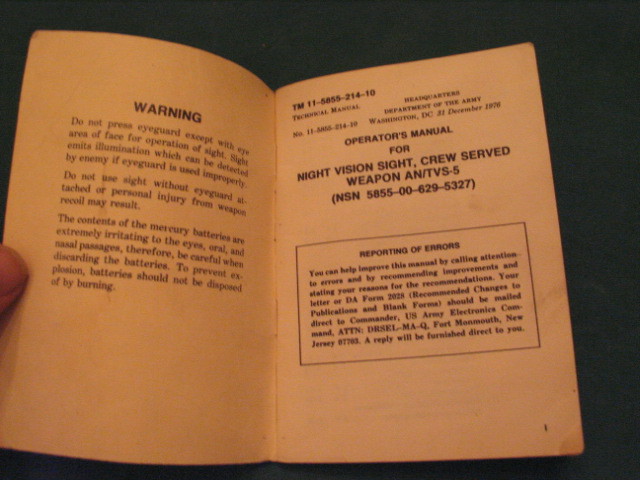 WARNING
Do not press eyeguard except with eye
area of face for operation of sight. Sight
emits illumination which can be detected
by enemy if eyeguard is used improperly.
Do not use sight without eyeguard at-
tached or personal injury from weapon
recoil may result.
The contents of the mercury batteries are
extremely irritating to the eyes, oral, and
nasal passages, therefore, be careful when
discarding the batteries. To prevent ex-
plosion, batteries should not be disposed
of by burning.
TM 11-5855-214-10
TECHNICAL MANUAL
No. 11-5855-214-10
HEADQUARTERS
DEPARTMENT OF THE ARMY
WASHINGTON, DC 31 December 1976
OPERATOR'S MANUAL
FOR
NIGHT VISION SIGHT, CREW SERVED
WEAPON AN/TVS-5
(NSN 5855-00-629-5327)
REPORTING OF ERRORS
You can help improve this manual by calling attention
to errors and by recommending improvements and
stating your reasons for the recommendations. Your
letter or DA Form 2028 (Recommended Changes to
Publications and Blank Forms) should be mailed
direct to Commander, US Army Electronics Com-
mand, ATTN: DRSEL-MA-Q, Fort Monmouth, New
Jersey 07703. A reply will be furnished direct to you.
1